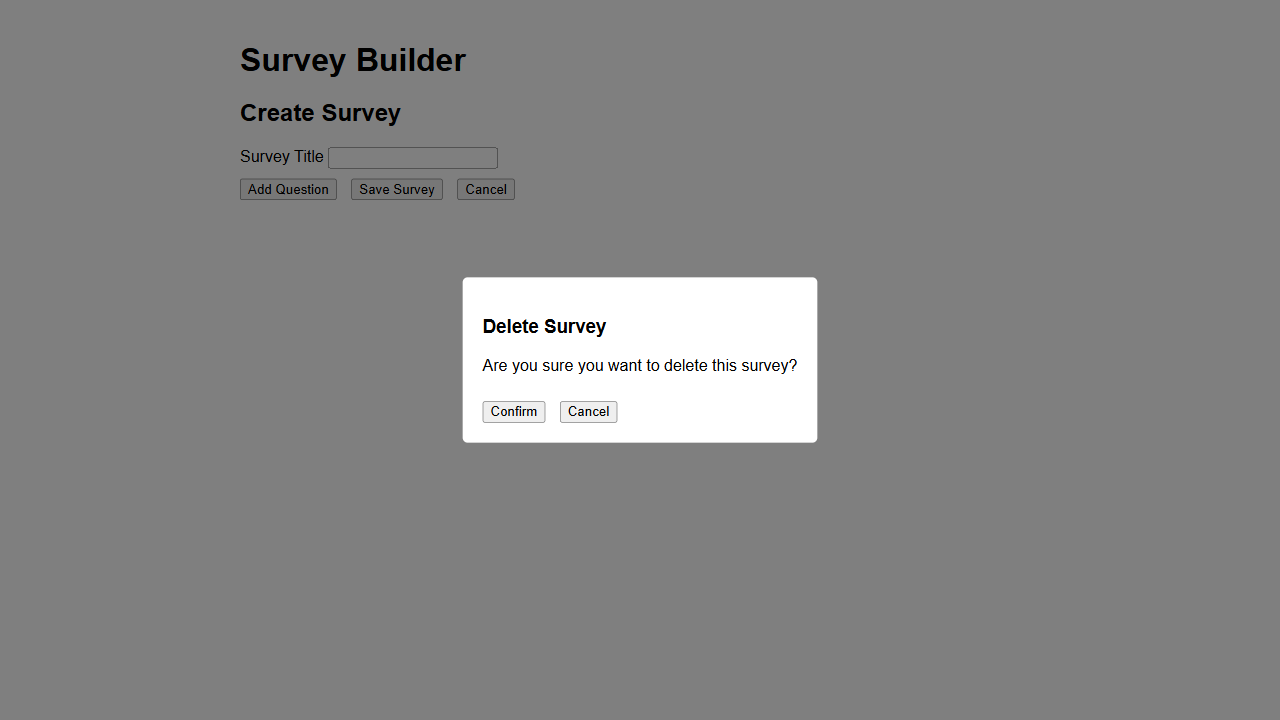 Survey Builder
Create Survey
Survey Title
Add Question Save Survey Cancel
Delete Survey
Are you sure you want to delete this survey?
Confirm Cancel